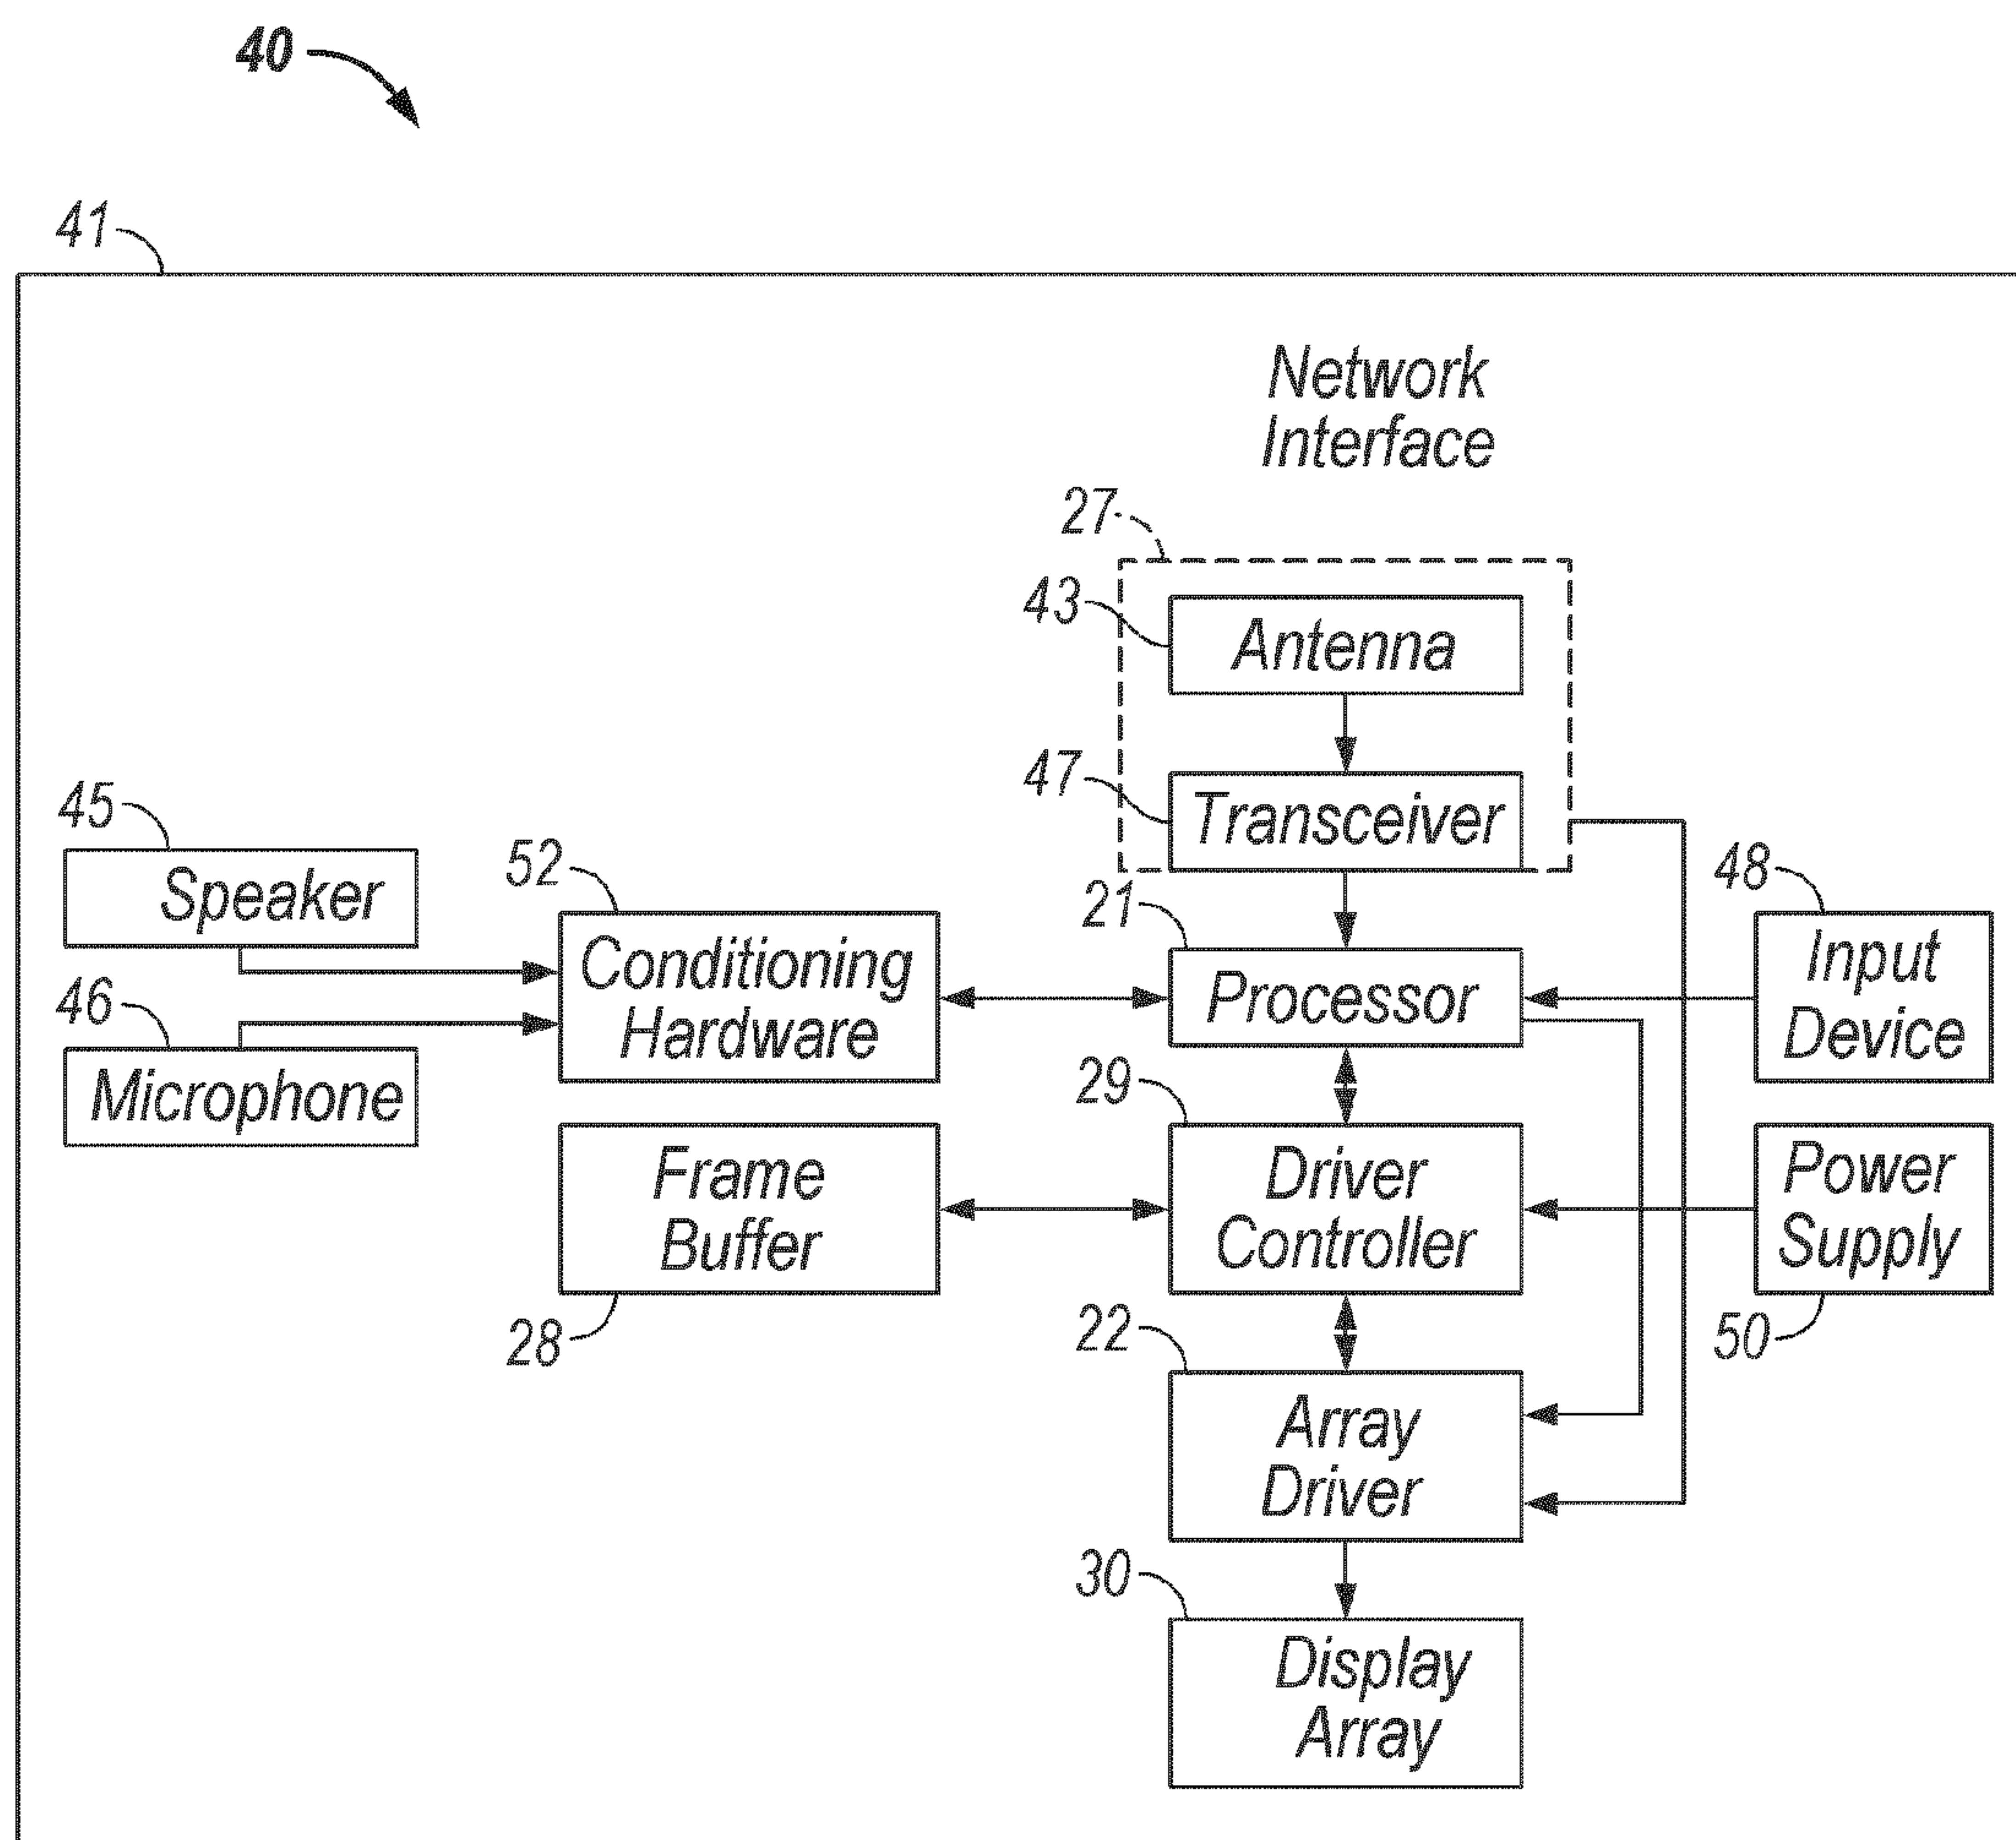 40
41
Network
Interface
27
43
Antenna
47
Transceiver
45
Speaker
52
Conditioning
Hardware
21
Processor
48
Input
Device
46
Microphone
29
Driver
Controller
Frame
Buffer
28
Power
Supply
50
22
Array
Driver
30
Display
Array